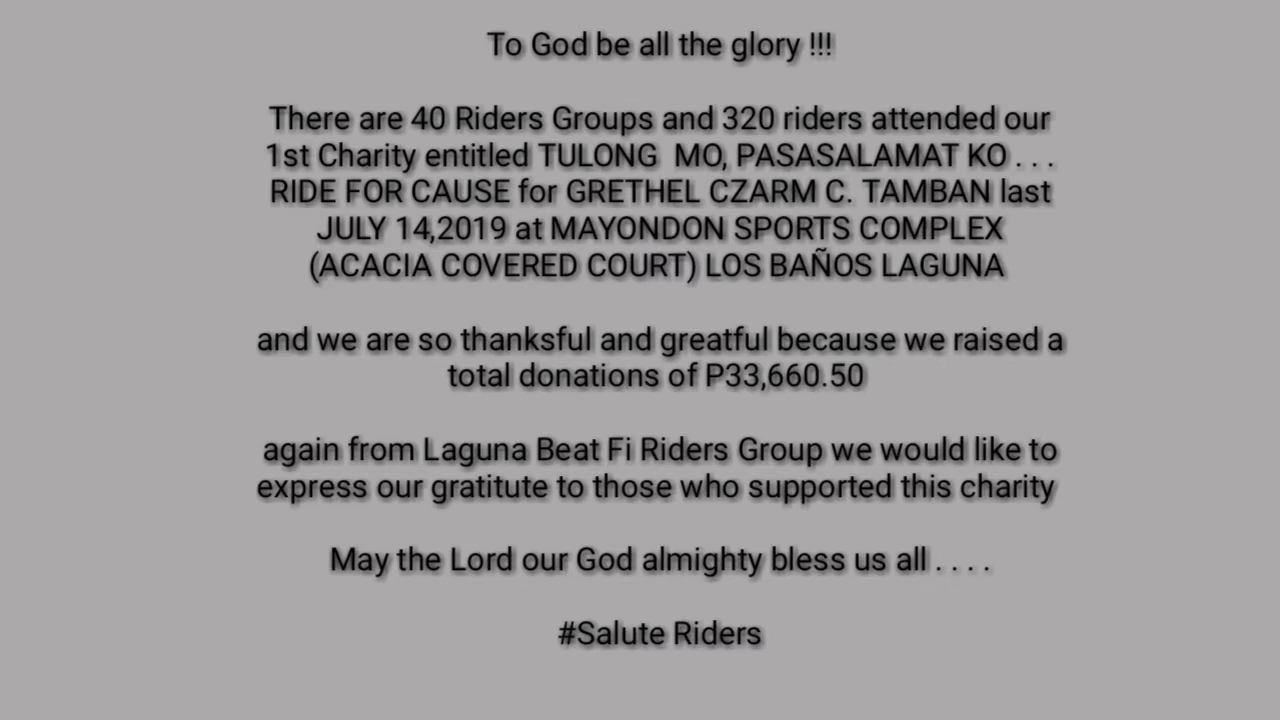 To God be all the glory !!!
There are 40 Riders Groups and 320 riders attended our
1st Charity entitled TULONG  MO, PASASALAMAT KO . . .
RIDE FOR CAUSE for GRETHEL CZARM C. TAMBAN last
JULY 14,2019 at MAYONDON SPORTS COMPLEX
(ACACIA COVERED COURT) LOS BAÑOS LAGUNA
and we are so thanksful and greatful because we raised a
total donations of P33,660.50
again from Laguna Beat Fi Riders Group we would like to
express our gratitute to those who supported this charity
May the Lord our God almighty bless us all . . . .
#Salute Riders